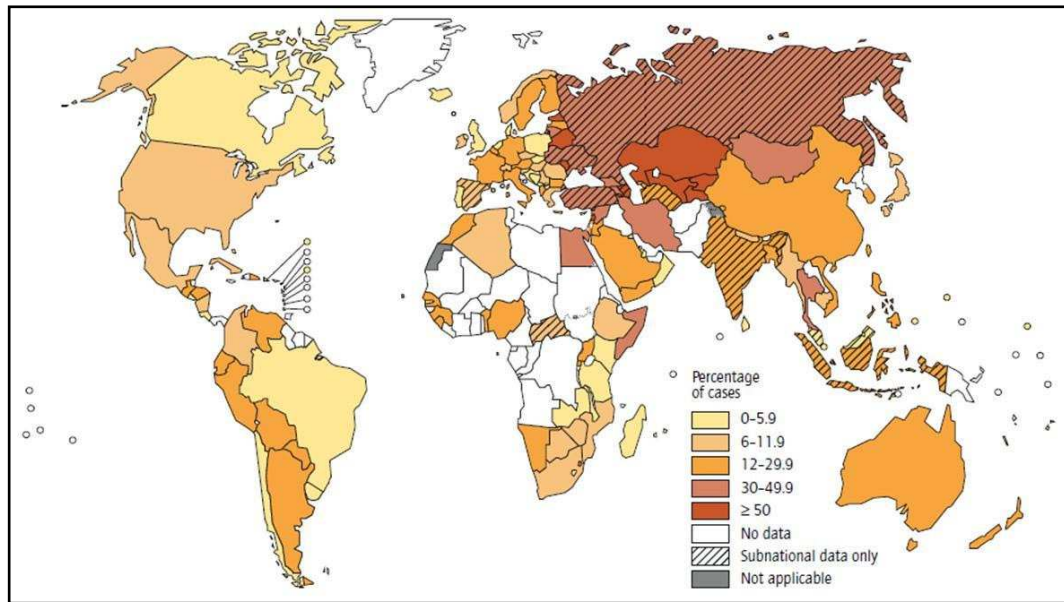 Percentage
of cases
0–5.9
6–11.9
12–29.9
30–49.9
≥ 50
No data
Subnational data only
Not applicable